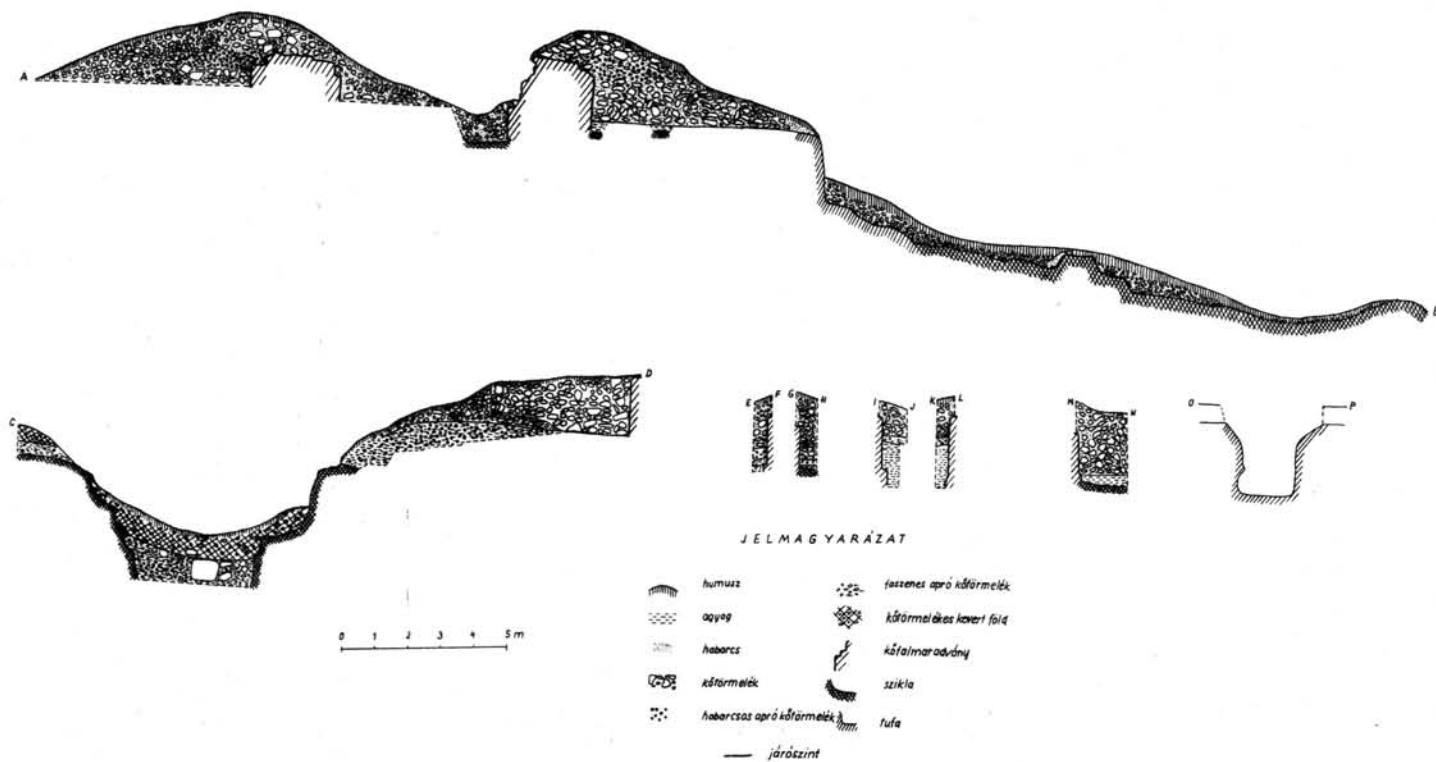 A
B
C
D
E F G H
I J K L
M N
O P
0 1 2 3 4 5 m
JELMAGYARÁZAT
humusz
agyag
habarcs
kőtörmelék
habarcsos apró kőtörmelék
faszenes apró kőtörmelék
kőtörmelékes kevert föld
kőfalmaradvány
szikla
tufa
járószint